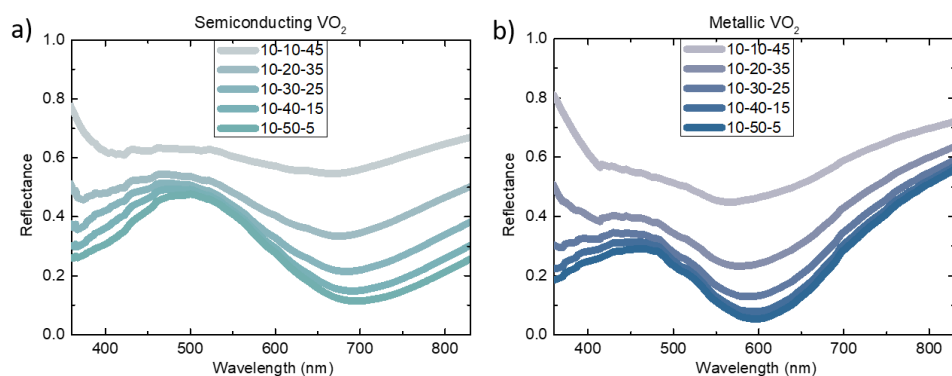 a)
Semiconducting VO2
1.0
0.8
0.6
0.4
0.2
0.0
Reflectance
10-10-45
10-20-35
10-30-25
10-40-15
10-50-5
400 500 600 700 800
Wavelength (nm)
b)
Metallic VO2
1.0
0.8
0.6
0.4
0.2
0.0
Reflectance
10-10-45
10-20-35
10-30-25
10-40-15
10-50-5
400 500 600 700 800
Wavelength (nm)